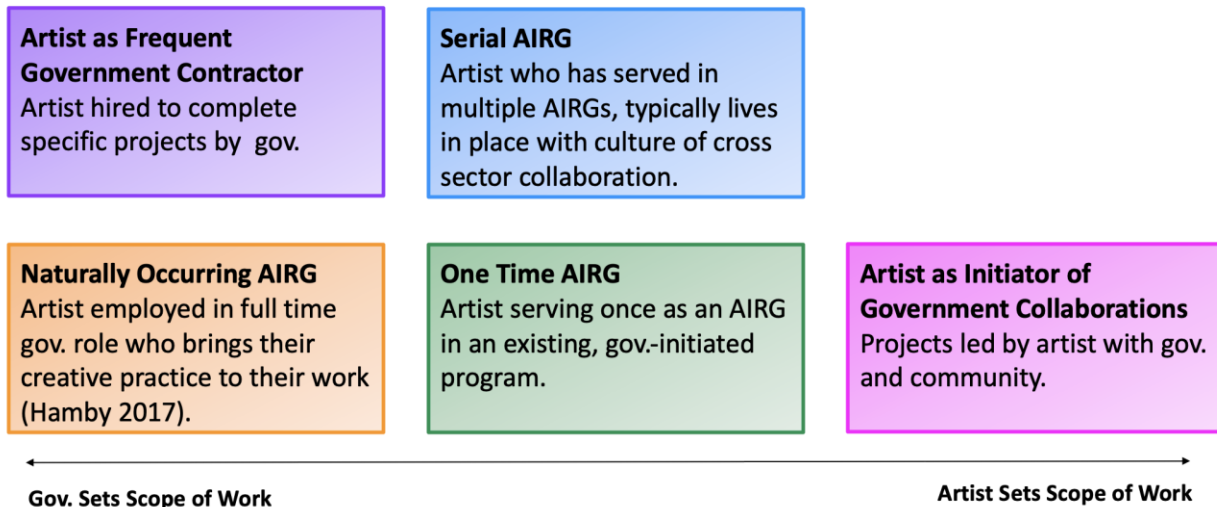 Artist as Frequent
Government Contractor
Artist hired to complete
specific projects by gov.
Serial AIRG
Artist who has served in
multiple AIRGs, typically lives
in place with culture of cross
sector collaboration.
Naturally Occurring AIRG
Artist employed in full time
gov. role who brings their
creative practice to their work
(Hamby 2017).
One Time AIRG
Artist serving once as an AIRG
in an existing, gov.-initiated
program.
Artist as Initiator of
Government Collaborations
Projects led by artist with gov.
and community.
Gov. Sets Scope of Work
Artist Sets Scope of Work